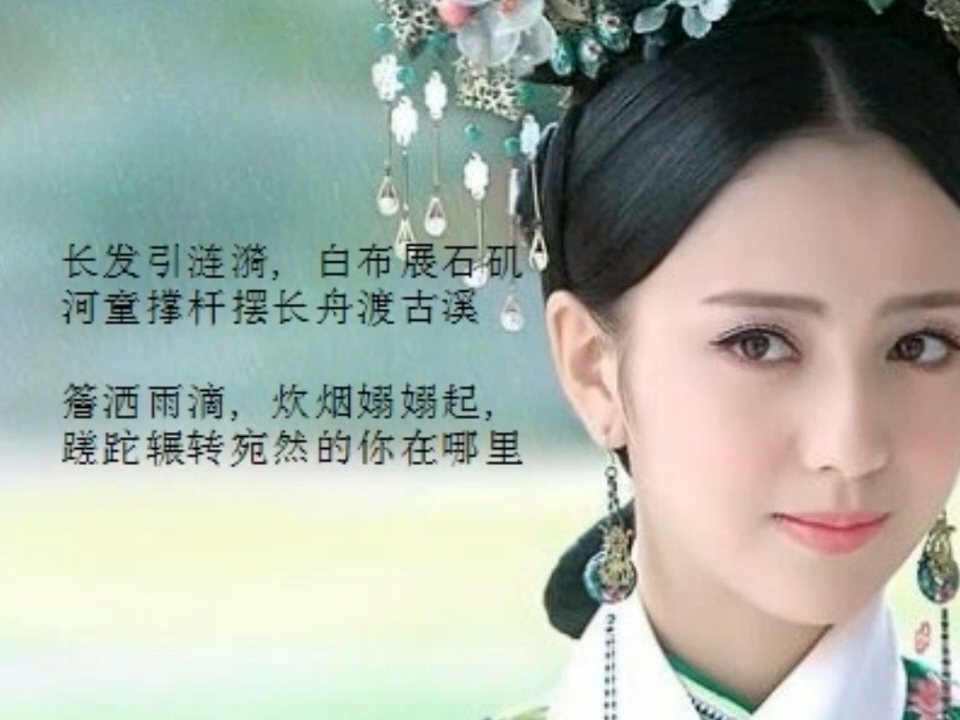 长发引涟漪, 白布展石矶
河童撑杆摆长舟渡古溪
簷洒雨滴, 炊烟嫋嫋起,
蹉跎辗转宛然的你在哪里